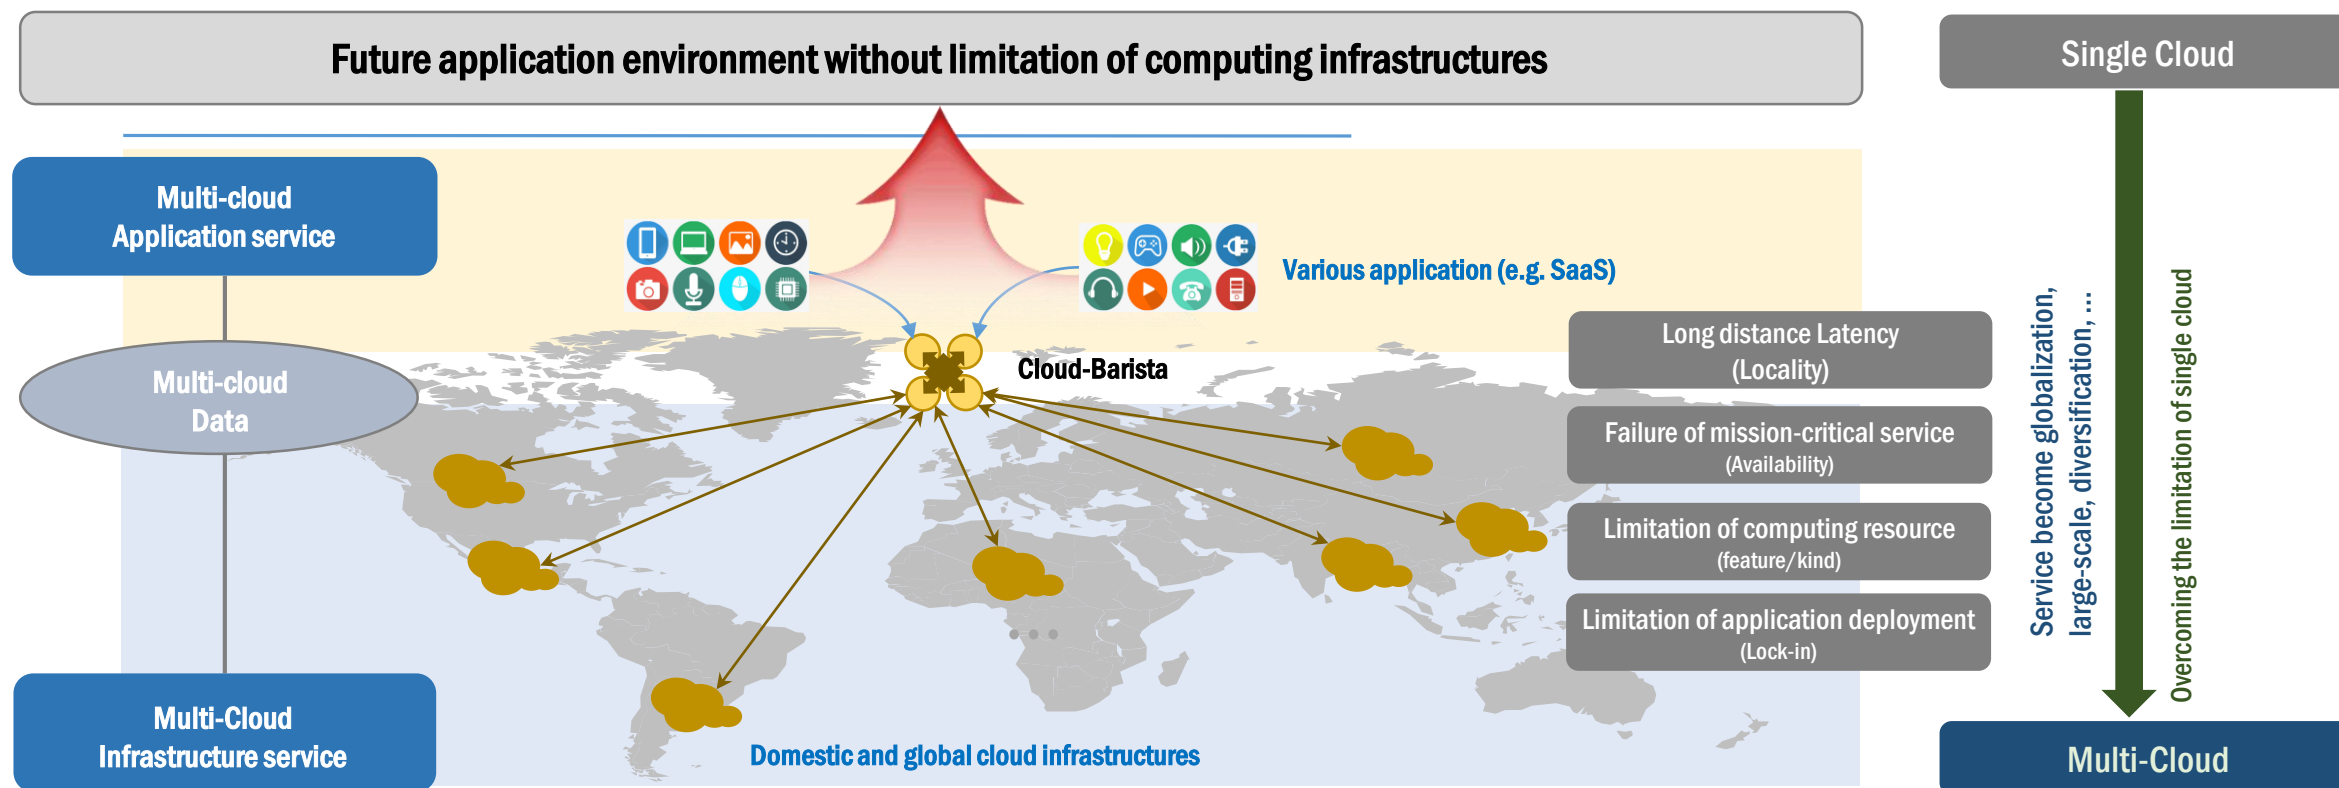 Future application environment without limitation of computing infrastructures
Single Cloud
Multi-cloud
Application service
Various application (e.g. SaaS)
Cloud-Barista
Multi-cloud
Data
Long distance Latency
(Locality)
Failure of mission-critical service
(Availability)
Limitation of computing resource
(feature/kind)
Limitation of application deployment
(Lock-in)
Service become globalization,
large-scale, diversification, ...
Overcoming the limitation of single cloud
Multi-Cloud
Infrastructure service
Domestic and global cloud infrastructures
Multi-Cloud